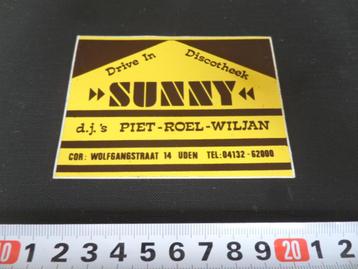 Drive In Discotheek
»SUNNY«
d.j.'s PIET-ROEL-WILJAN
COR: WOLFGANGSTRAAT 14 UDEN TEL:04132-62000
10 1 2 3 4 5 6 7 8 9 20 1 2